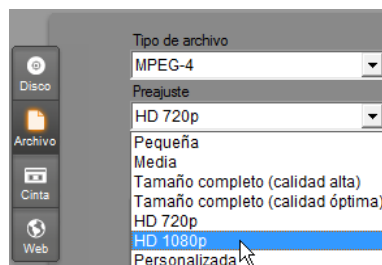 Tipo de archivo
MPEG-4
Disco
Preajuste
HD 720p
Archivo
Pequeña
Media
Tamaño completo (calidad alta)
Cinta
Tamaño completo (calidad óptima)
HD 720p
HD 1080p
Web
Personalizada